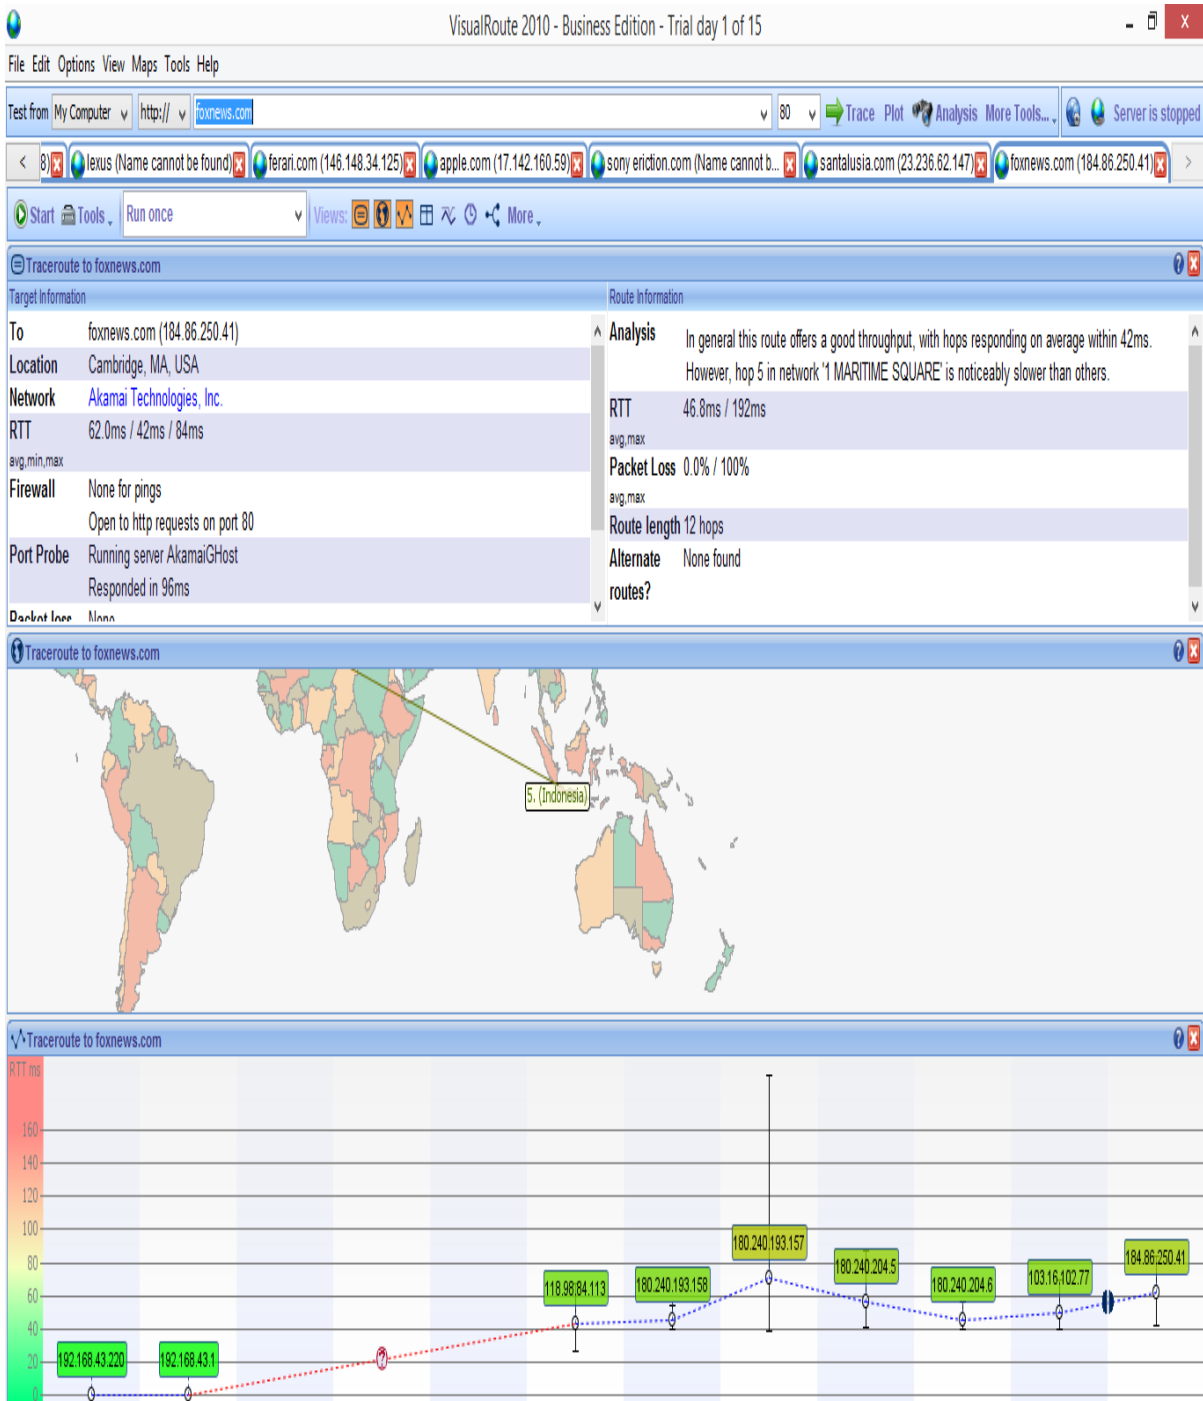 VisualRoute 2010 - Business Edition - Trial day 1 of 15
File Edit Options View Maps Tools Help
Test from My Computer http:// foxnews.com 80 Trace Plot Analysis More Tools... Server is stopped
8) lexus (Name cannot be found) ferari.com (146.148.34.125) apple.com (17.142.160.59) sony eriction.com (Name cannot b... santalusia.com (23.236.62.147) foxnews.com (184.86.250.41)
Start Tools Run once Views: More
Traceroute to foxnews.com
Target Information
To foxnews.com (184.86.250.41)
Location Cambridge, MA, USA
Network Akamai Technologies, Inc.
RTT 62.0ms / 42ms / 84ms
avg,min,max
Firewall None for pings
Open to http requests on port 80
Port Probe Running server AkamaiGHost
Responded in 96ms
Packet loss None
Route Information
Analysis In general this route offers a good throughput, with hops responding on average within 42ms.
However, hop 5 in network '1 MARITIME SQUARE' is noticeably slower than others.
RTT 46.8ms / 192ms
avg,max
Packet Loss 0.0% / 100%
avg,max
Route length 12 hops
Alternate None found
routes?
Traceroute to foxnews.com
5. (Indonesia)
Traceroute to foxnews.com
RTT ms
160
140
120
100
180.240.193.157
80
180.240.204.5
184.86.250.41
60
118.98.84.113
180.240.193.158
180.240.204.6
103.16.102.77
40
20
192.168.43.220
192.168.43.1
?
0